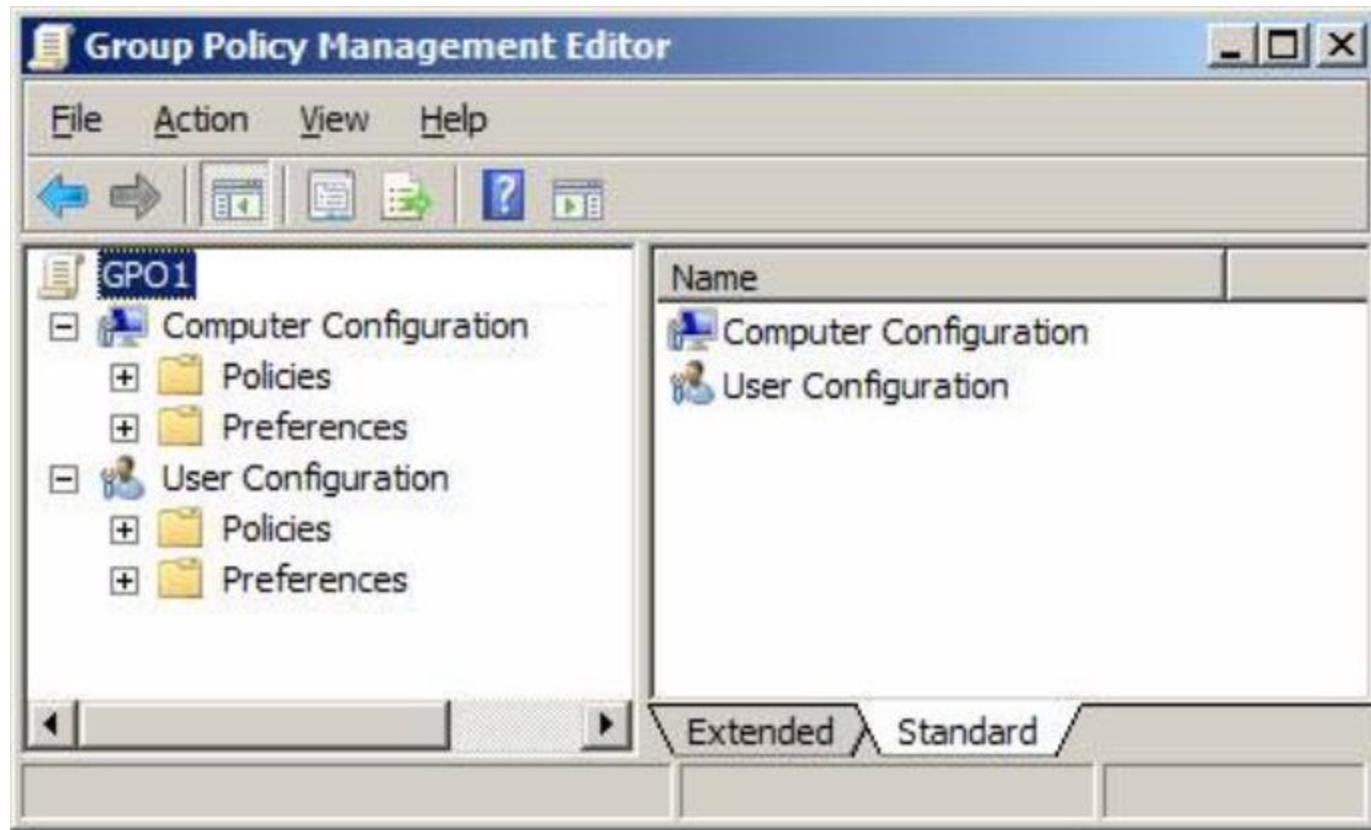 Group Policy Management Editor
File Action View Help
GPO1
Computer Configuration
Policies
Preferences
User Configuration
Policies
Preferences
Name
Computer Configuration
User Configuration
Extended Standard